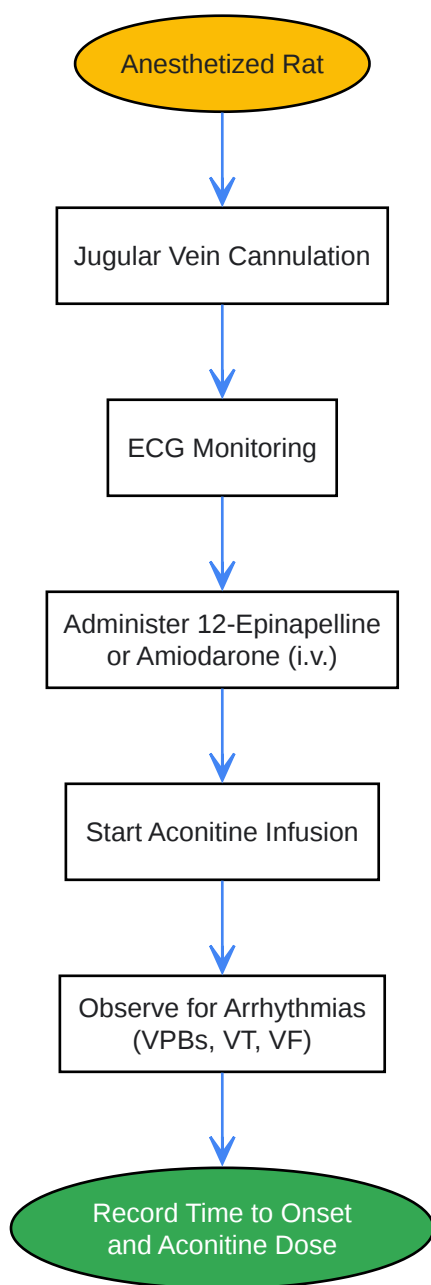 Anesthetized Rat
Jugular Vein Cannulation
ECG Monitoring
Administer 12-Epinapelline
or Amiodarone (i.v.)
Start Aconitine Infusion
Observe for Arrhythmias
(VPBs, VT, VF)
Record Time to Onset
and Aconitine Dose